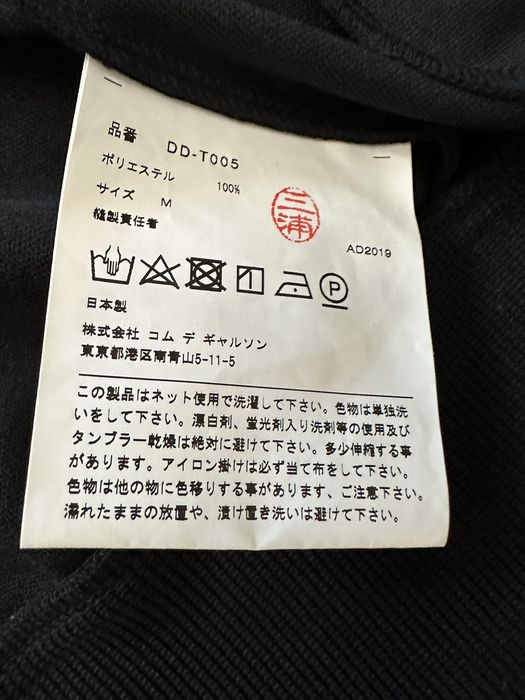 品番 DD-T005
ポリエステル 100%
サイズ M
縫製責任者
三浦
AD2019
P
日本製
株式会社 コム デ ギャルソン
東京都港区南青山5-11-5
この製品はネット使用で洗濯して下さい。色物は単独洗
いをして下さい。漂白剤、蛍光剤入り洗剤等の使用及び
タンブラー乾燥は絶対に避けて下さい。多少伸縮する事
があります。アイロン掛けは必ず当て布をして下さい。
色物は他の物に色移りする事があります、ご注意下さい。
濡れたままの放置や、漬け置き洗いは避けて下さい。